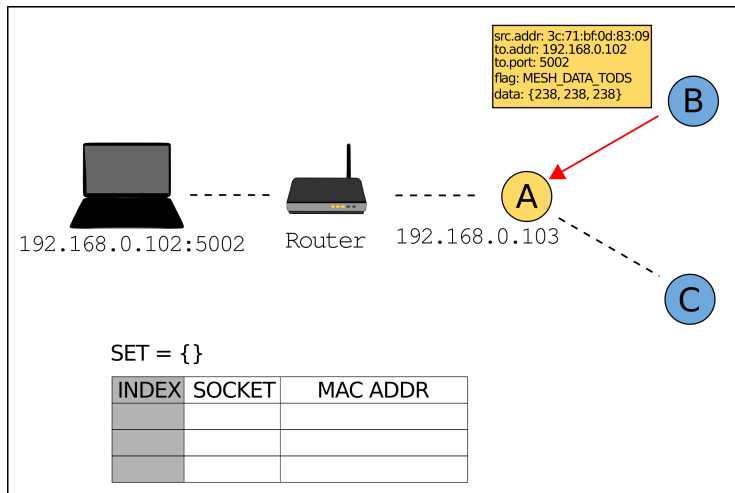 src.addr: 3c:71:bf:0d:83:09
to.addr: 192.168.0.102
to.port: 5002
flag: MESH_DATA_TODS
data: {238, 238, 238}
B
A
192.168.0.102:5002
Router
192.168.0.103
C
SET = {}
INDEX SOCKET MAC ADDR